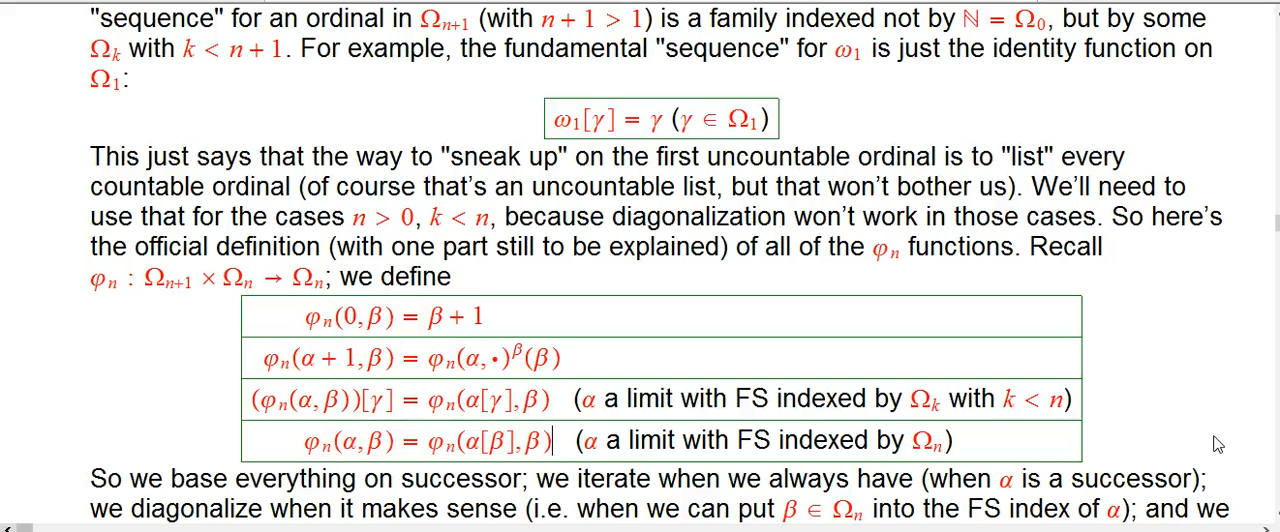 "sequence" for an ordinal in Ωₙ₊₁ (with n + 1 > 1) is a family indexed not by ℕ = Ω₀, but by some
Ωₖ with k < n + 1. For example, the fundamental "sequence" for ω₁ is just the identity function on
Ω₁:
ω₁[γ] = γ (γ ∈ Ω₁)
This just says that the way to "sneak up" on the first uncountable ordinal is to "list" every
countable ordinal (of course that's an uncountable list, but that won't bother us). We'll need to
use that for the cases n > 0, k < n, because diagonalization won't work in those cases. So here's
the official definition (with one part still to be explained) of all of the φₙ functions. Recall
φₙ : Ωₙ₊₁ × Ωₙ → Ωₙ; we define
φₙ(0, β) = β + 1
φₙ(α + 1, β) = φₙ(α, •)^β(β)
(φₙ(α, β))[γ] = φₙ(α[γ], β) (α a limit with FS indexed by Ωₖ with k < n)
φₙ(α, β) = φₙ(α[β], β) (α a limit with FS indexed by Ωₙ)
So we base everything on successor; we iterate when we always have (when α is a successor);
we diagonalize when it makes sense (i.e. when we can put β ∈ Ωₙ into the FS index of α); and we